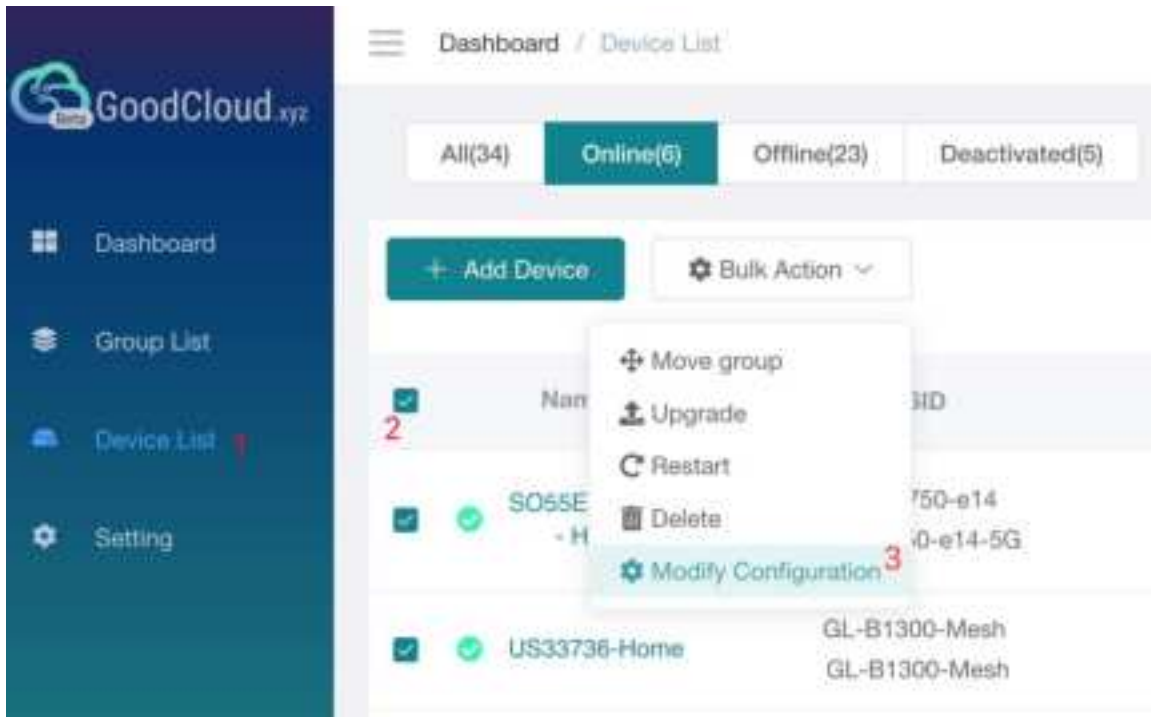 Dashboard / Device List
GoodCloud.xyz
All(34) Online(6) Offline(23) Deactivated(5)
Dashboard
+ Add Device Bulk Action
Group List
Move group
2
Upgrade
Device List 1
Restart
SO55E 750-e14
Delete
- H 0-e14-5G
Setting
Modify Configuration 3
US33736-Home
GL-B1300-Mesh
GL-B1300-Mesh